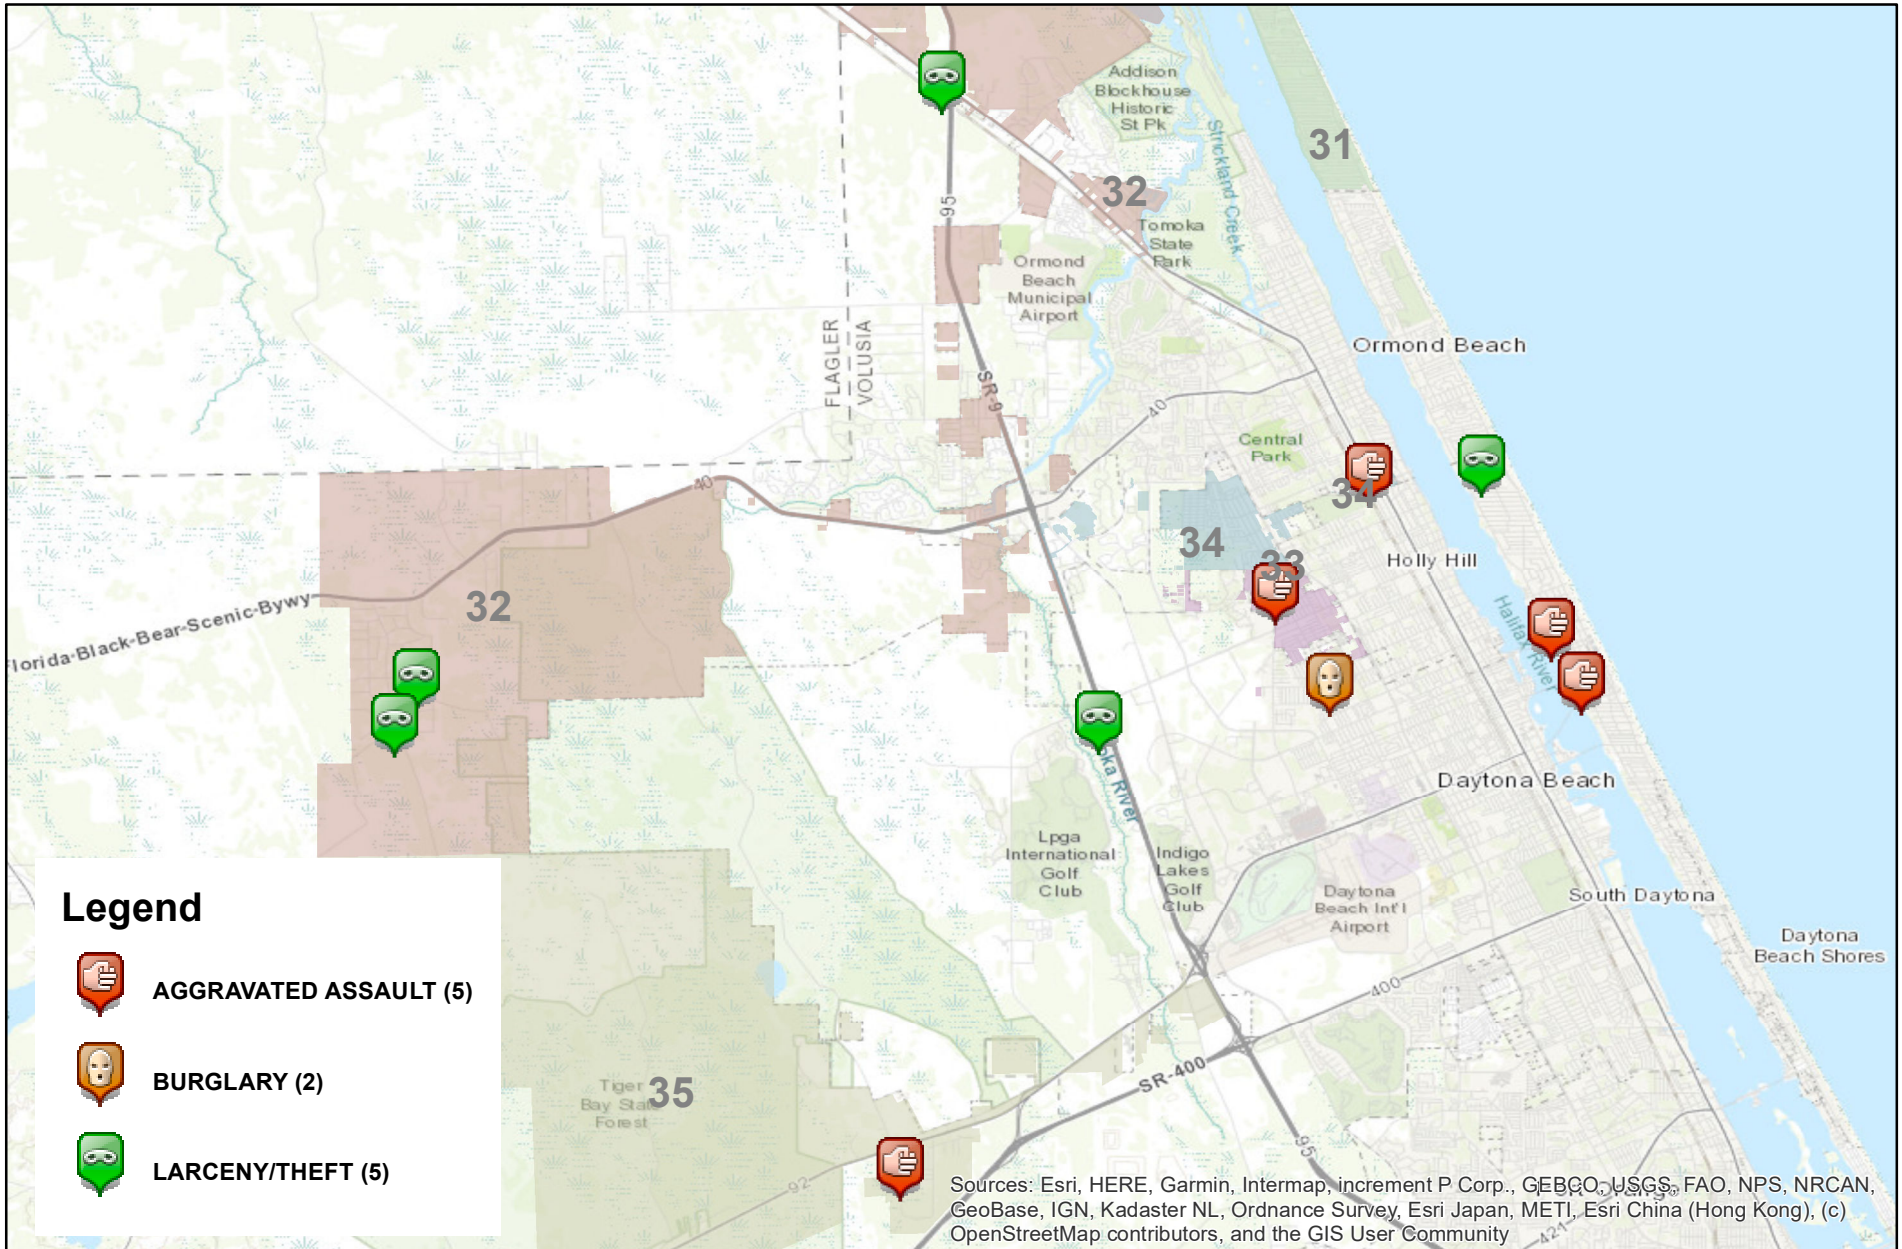 Addison
Blockhouse
Historic
St Pk
Strickland Creek
31
32
95
Tomoka
State
Park
Ormond
Beach
Municipal
Airport
FLAGLER
VOLUSIA
Ormond Beach
SR-9
40
Central
Park
34
40
34
33
Holly Hill
32
Florida-Black-Bear-Scenic-Bywy
Halifax River
ska River
Daytona Beach
Lpga
International
Golf
Club
Indigo
Lakes
Golf
Club
Daytona
Beach Int'l
Airport
South Daytona
Daytona
Beach Shores
400
SR-400
Tiger
Bay State
Forest
35
92
95
421
Legend
AGGRAVATED ASSAULT (5)
BURGLARY (2)
LARCENY/THEFT (5)
Port Orange
Sources: Esri, HERE, Garmin, Intermap, increment P Corp., GEBCO, USGS, FAO, NPS, NRCAN,
GeoBase, IGN, Kadaster NL, Ordnance Survey, Esri Japan, METI, Esri China (Hong Kong), (c)
OpenStreetMap contributors, and the GIS User Community